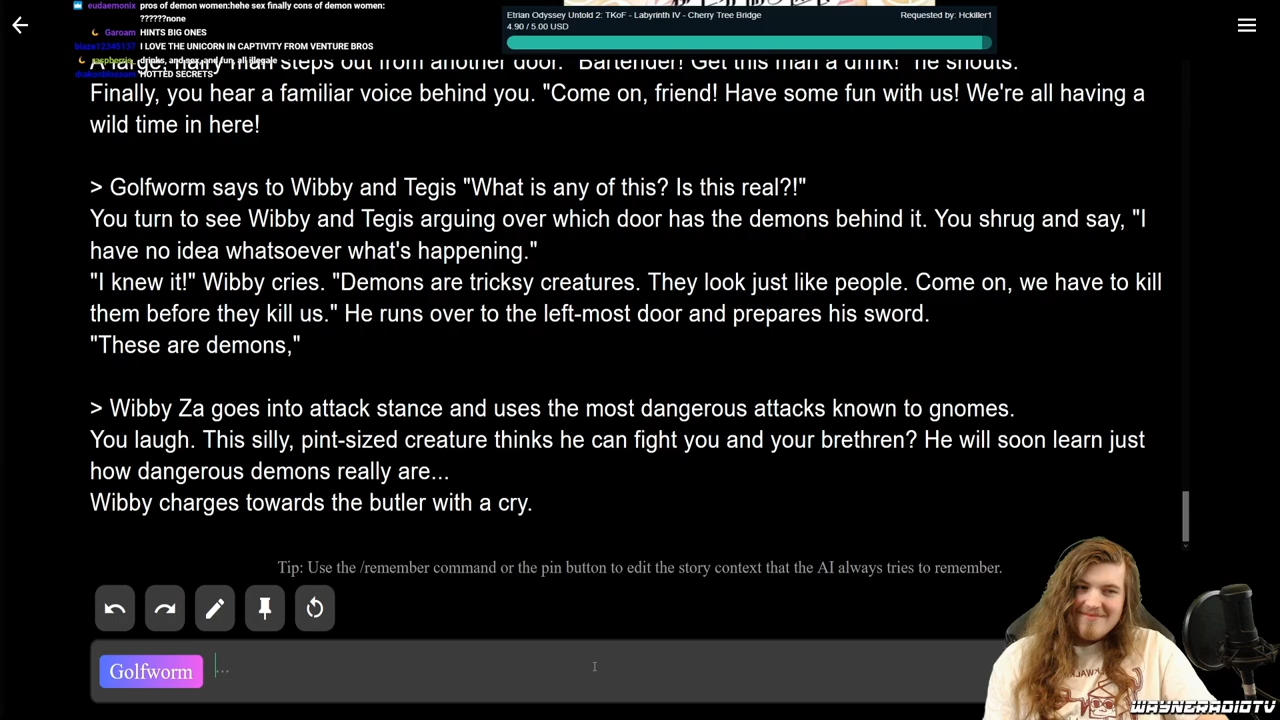 eudaemonix pros of demon women:hehe sex finally cons of demon women:
??????none
Garoam HINTS BIG ONES
blaze12345137 I LOVE THE UNICORN IN CAPTIVITY FROM VENTURE BROS
drinks, and sex, and fun, all illegale
HOTTED SECRETS
Etrian Odyssey Untold 2: TKoF - Labyrinth IV - Cherry Tree Bridge
Requested by: Hckiller1
4.90 / 5.00 USD
man steps out from another door. "Bartender! Get this man a drink!" he shouts.
Finally, you hear a familiar voice behind you. "Come on, friend! Have some fun with us! We're all having a
wild time in here!
> Golfworm says to Wibby and Tegis "What is any of this? Is this real?!"
You turn to see Wibby and Tegis arguing over which door has the demons behind it. You shrug and say, "I
have no idea whatsoever what's happening."
"I knew it!" Wibby cries. "Demons are tricksy creatures. They look just like people. Come on, we have to kill
them before they kill us." He runs over to the left-most door and prepares his sword.
"These are demons,"
> Wibby Za goes into attack stance and uses the most dangerous attacks known to gnomes.
You laugh. This silly, pint-sized creature thinks he can fight you and your brethren? He will soon learn just
how dangerous demons really are...
Wibby charges towards the butler with a cry.
Tip: Use the /remember command or the pin button to edit the story context that the AI always tries to remember.
Golfworm ...
WAYNERADIOTV